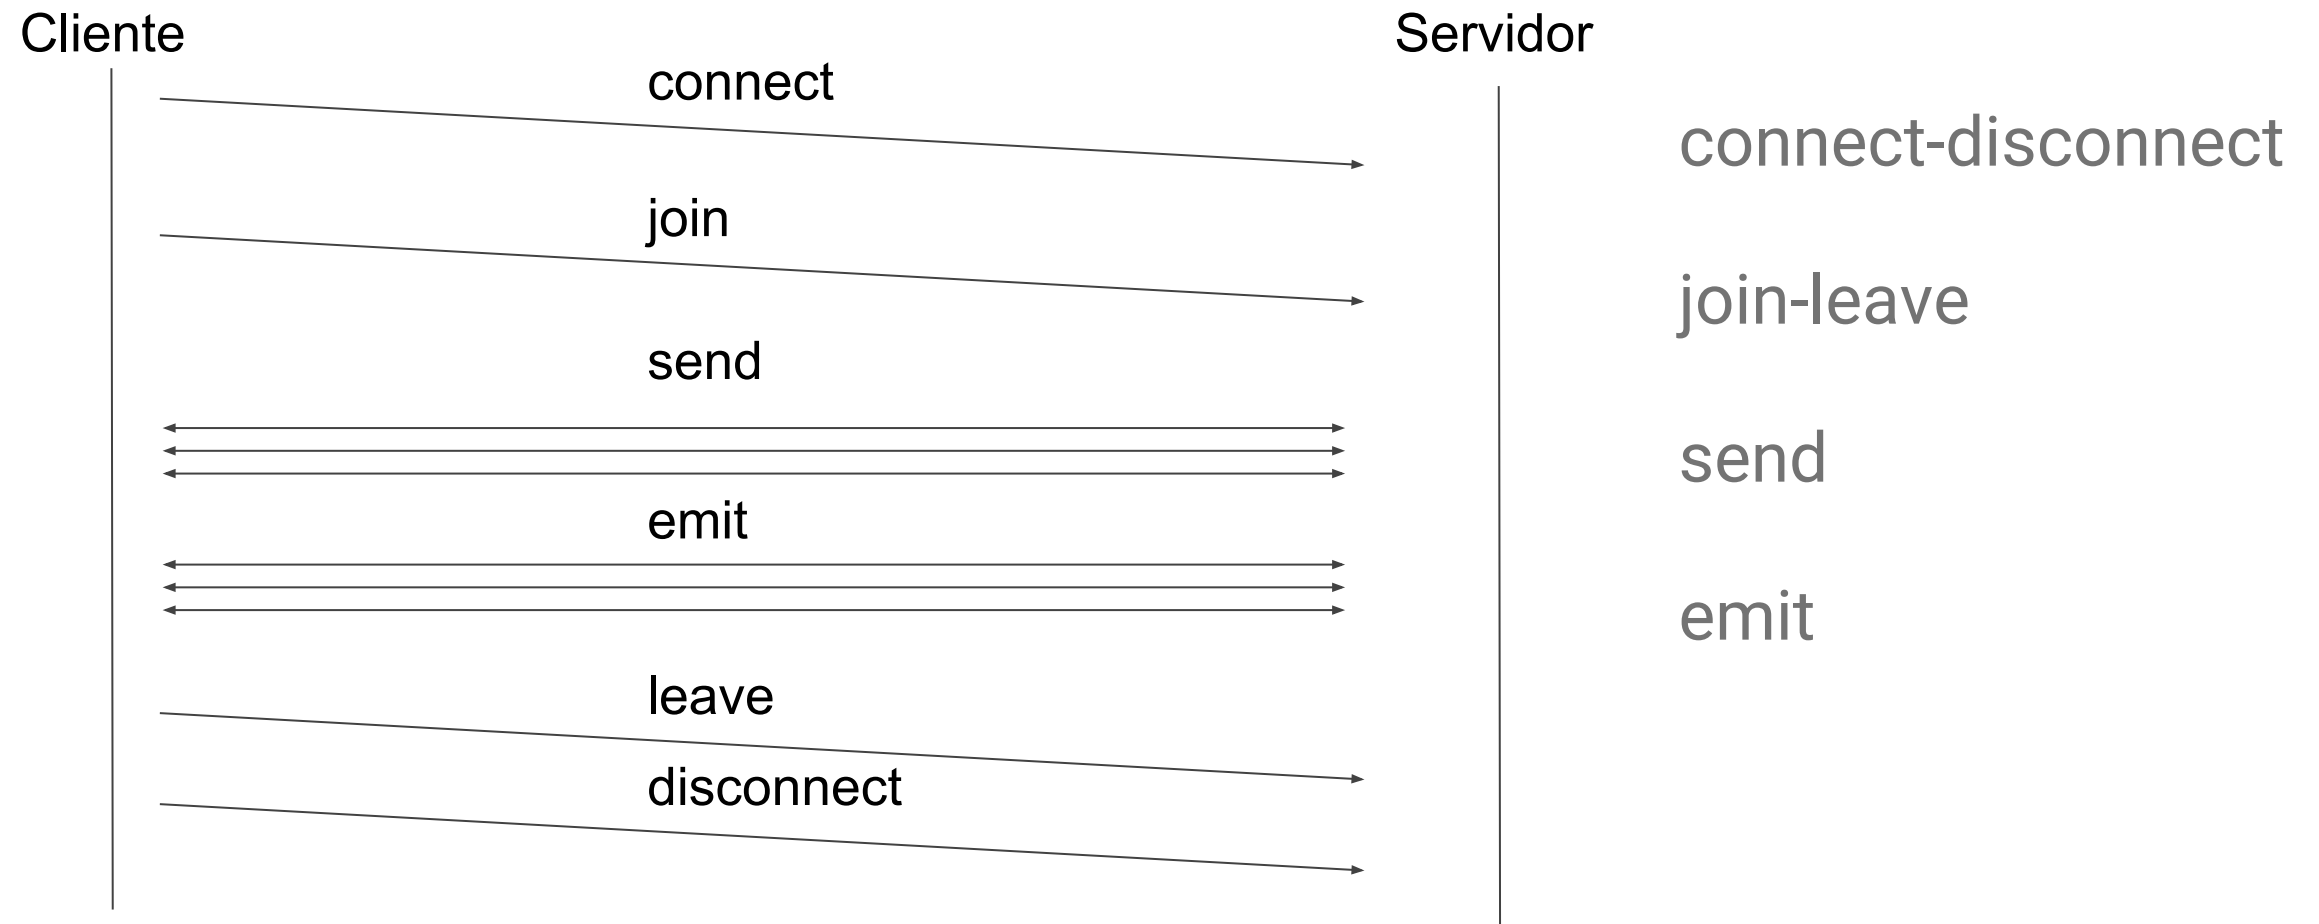 Cliente
Servidor
connect
join
send
emit
leave
disconnect
connect-disconnect
join-leave
send
emit